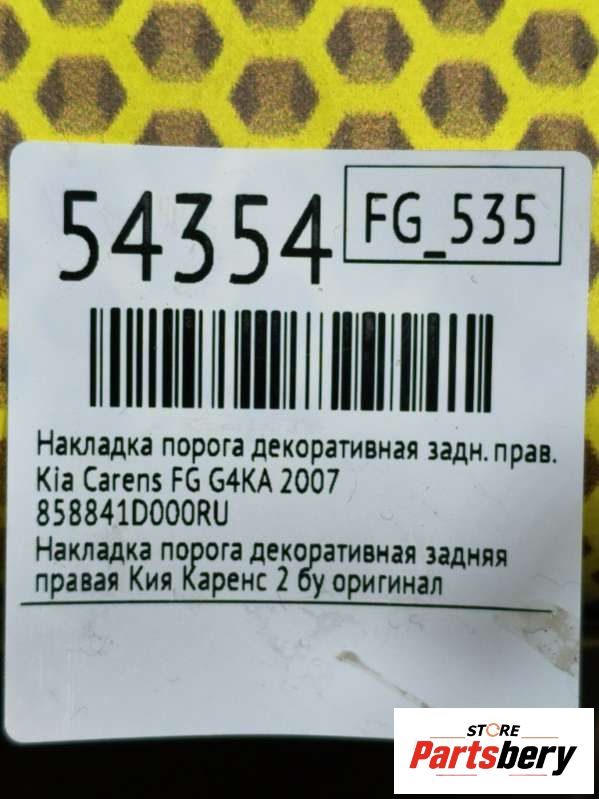 54354
FG_535
Накладка порога декоративная задн. прав.
Kia Carens FG G4KA 2007
858841D000RU
Накладка порога декоративная задняя
правая Кия Каренс 2 бу оригинал
STORE
Partsbery